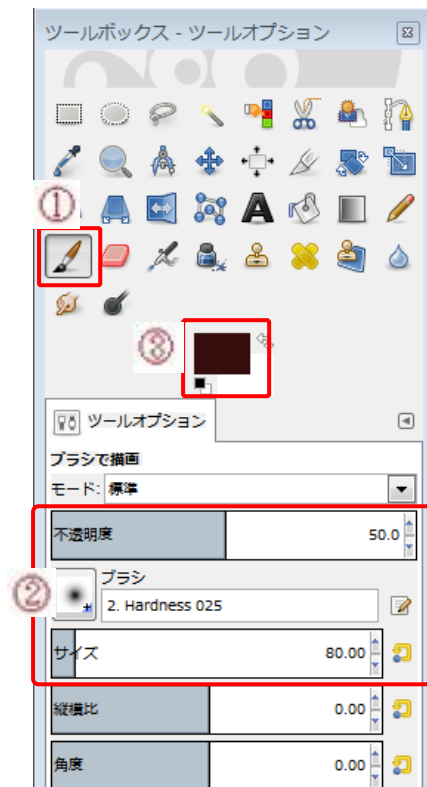 ツールボックス - ツールオプション
①
③
ツールオプション
ブラシで描画
モード: 標準
不透明度 50.0
②
ブラシ
2. Hardness 025
サイズ 80.00
縦横比 0.00
角度 0.00